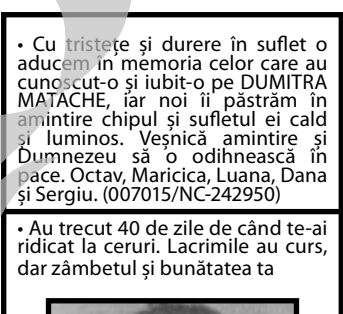 • Cu tristețe și durere în suflet o
aducem în memoria celor care au
cunoscut-o și iubit-o pe DUMITRA
MATACHE, iar noi îi păstrăm în
amintire chipul și sufletul ei cald
și luminos. Veșnică amintire și
Dumnezeu să o odihnească în
pace. Octav, Maricica, Luana, Dana
și Sergiu. (007015/NC-242950)
• Au trecut 40 de zile de când te-ai
ridicat la ceruri. Lacrimile au curs,
dar zâmbetul și bunătatea ta